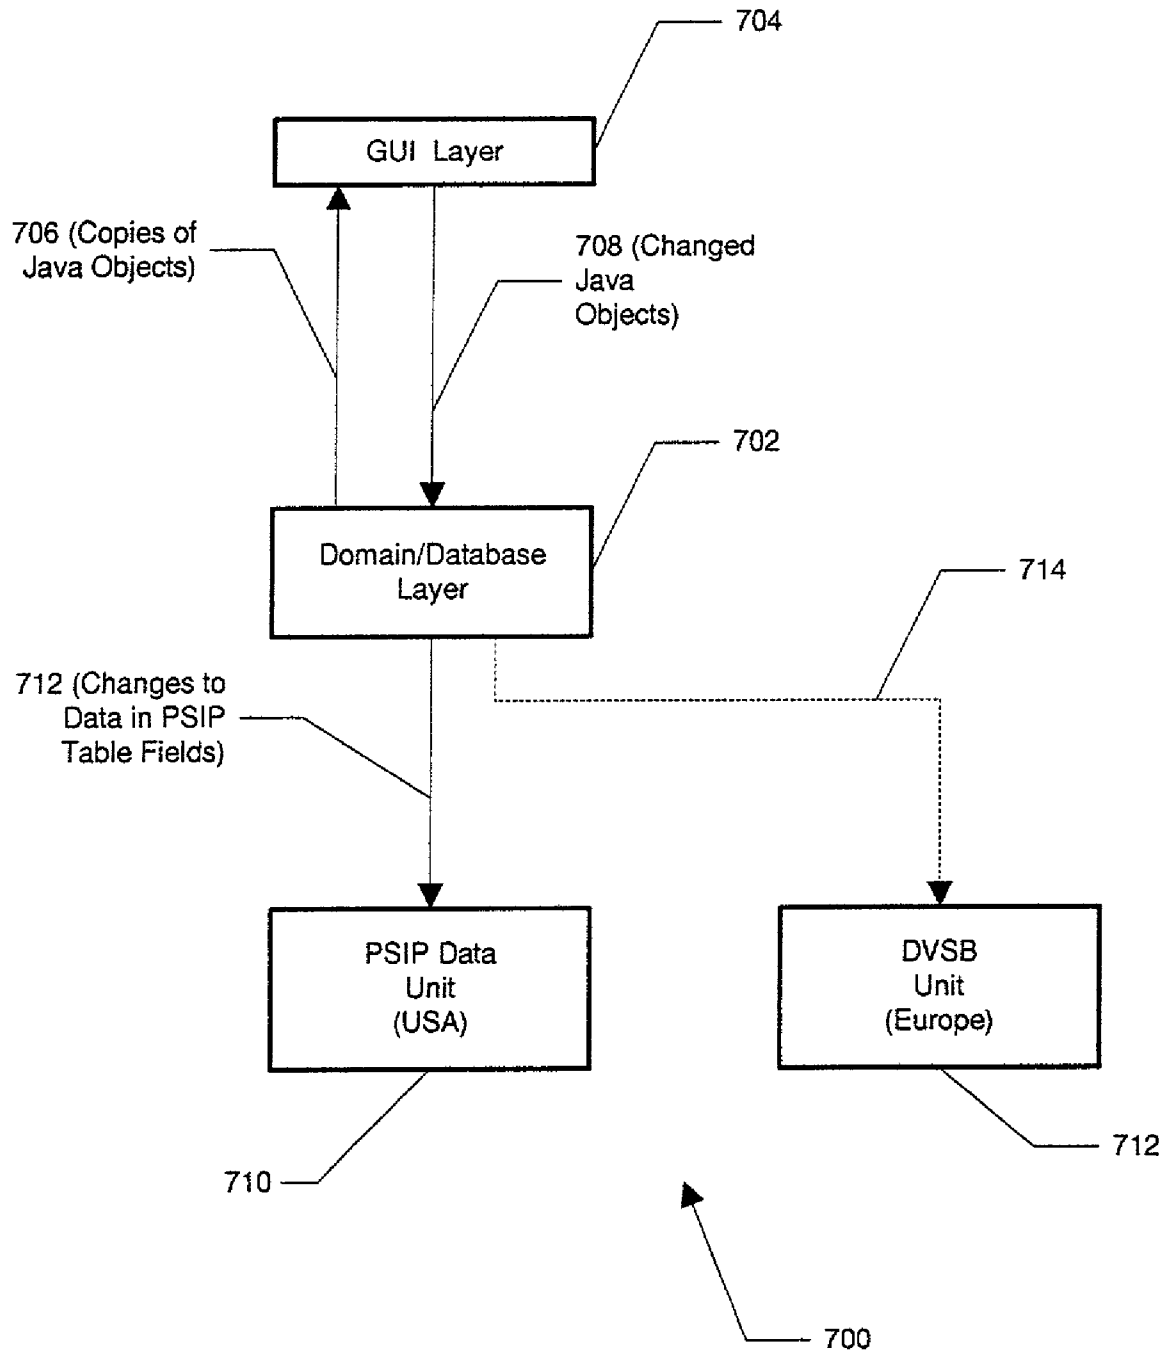 704
GUI Layer
706 (Copies of
Java Objects)
708 (Changed
Java
Objects)
702
Domain/Database
Layer
714
712 (Changes to
Data in PSIP
Table Fields)
PSIP Data
Unit
(USA)
DVSB
Unit
(Europe)
712
710
700